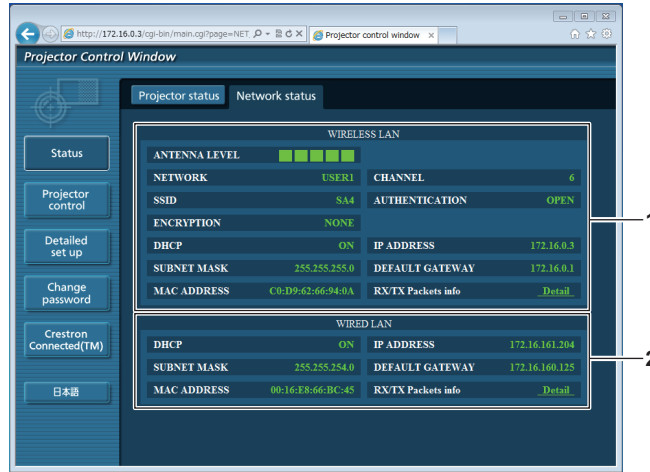 http://172.16.0.3/cgi-bin/main.cgi?page=NET
Projector control window
Projector Control Window
Projector status
Network status
Status
Projector control
Detailed set up
Change password
Crestron Connected(TM)
日本語
WIRELESS LAN
ANTENNA LEVEL
NETWORK USER1 CHANNEL 6
SSID SA4 AUTHENTICATION OPEN
ENCRYPTION NONE
DHCP ON IP ADDRESS 172.16.0.3
SUBNET MASK 255.255.255.0 DEFAULT GATEWAY 172.16.0.1
MAC ADDRESS C0:D9:62:66:94:0A RX/TX Packets info Detail
1
WIRED LAN
DHCP ON IP ADDRESS 172.16.161.204
SUBNET MASK 255.255.254.0 DEFAULT GATEWAY 172.16.160.125
MAC ADDRESS 00:16:E8:66:BC:45 RX/TX Packets info Detail
2